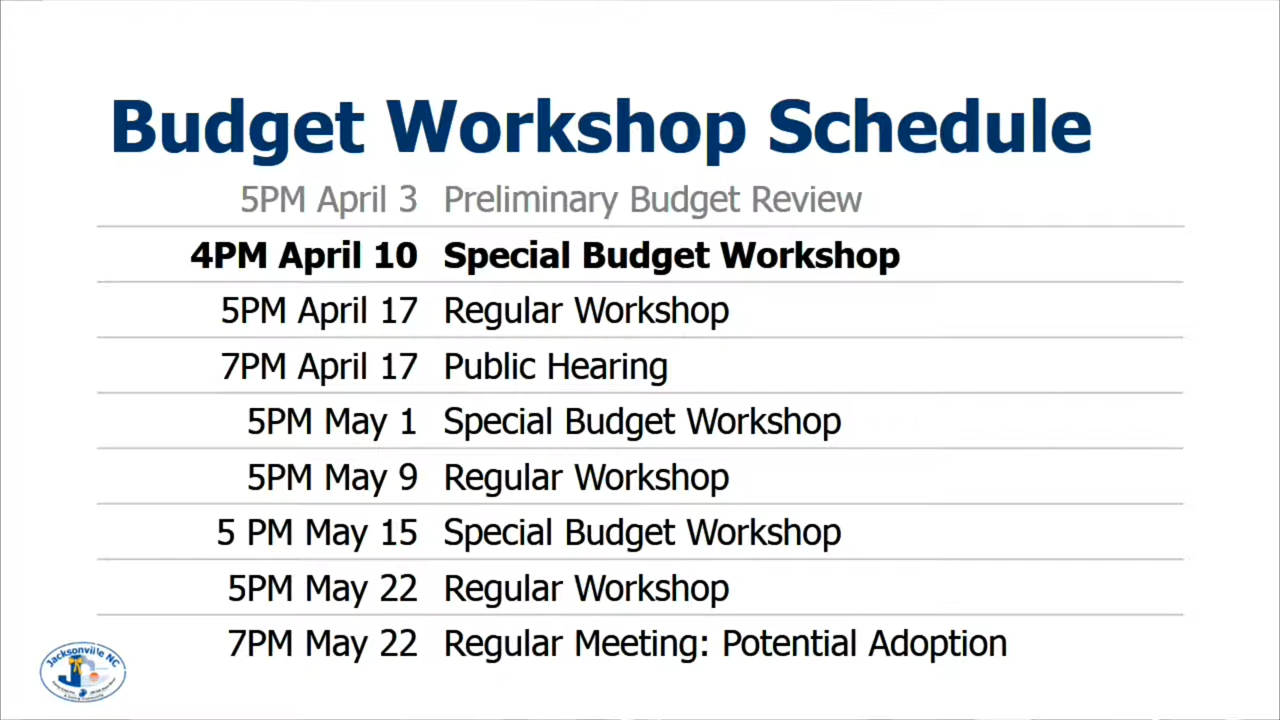 Budget Workshop Schedule
5PM April 3 Preliminary Budget Review
4PM April 10 Special Budget Workshop
5PM April 17 Regular Workshop
7PM April 17 Public Hearing
5PM May 1 Special Budget Workshop
5PM May 9 Regular Workshop
5 PM May 15 Special Budget Workshop
5PM May 22 Regular Workshop
7PM May 22 Regular Meeting: Potential Adoption
Jacksonville NC